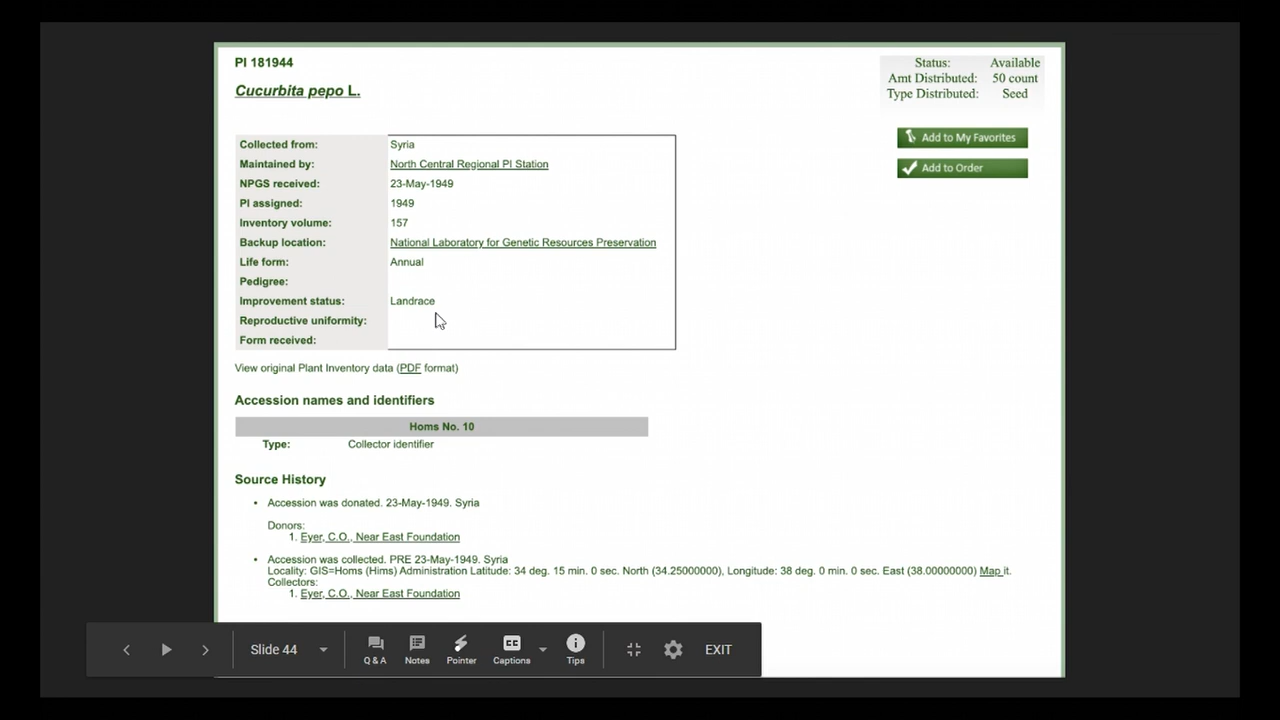 PI 181944
Cucurbita pepo L.
Status: Available
Amt Distributed: 50 count
Type Distributed: Seed
Add to My Favorites
Add to Order
Collected from: Syria
Maintained by: North Central Regional PI Station
NPGS received: 23-May-1949
PI assigned: 1949
Inventory volume: 157
Backup location: National Laboratory for Genetic Resources Preservation
Life form: Annual
Pedigree:
Improvement status: Landrace
Reproductive uniformity:
Form received:
View original Plant Inventory data (PDF format)
Accession names and identifiers
Homs No. 10
Type: Collector identifier
Source History
• Accession was donated. 23-May-1949. Syria
Donors:
1. Eyer, C.O., Near East Foundation
• Accession was collected. PRE 23-May-1949. Syria
Locality: GIS=Homs (Hims) Administration Latitude: 34 deg. 15 min. 0 sec. North (34.25000000), Longitude: 38 deg. 0 min. 0 sec. East (38.00000000) Map it.
Collectors:
1. Eyer, C.O., Near East Foundation
Slide 44
Q & A
Notes
Pointer
CC
Captions
Tips
EXIT